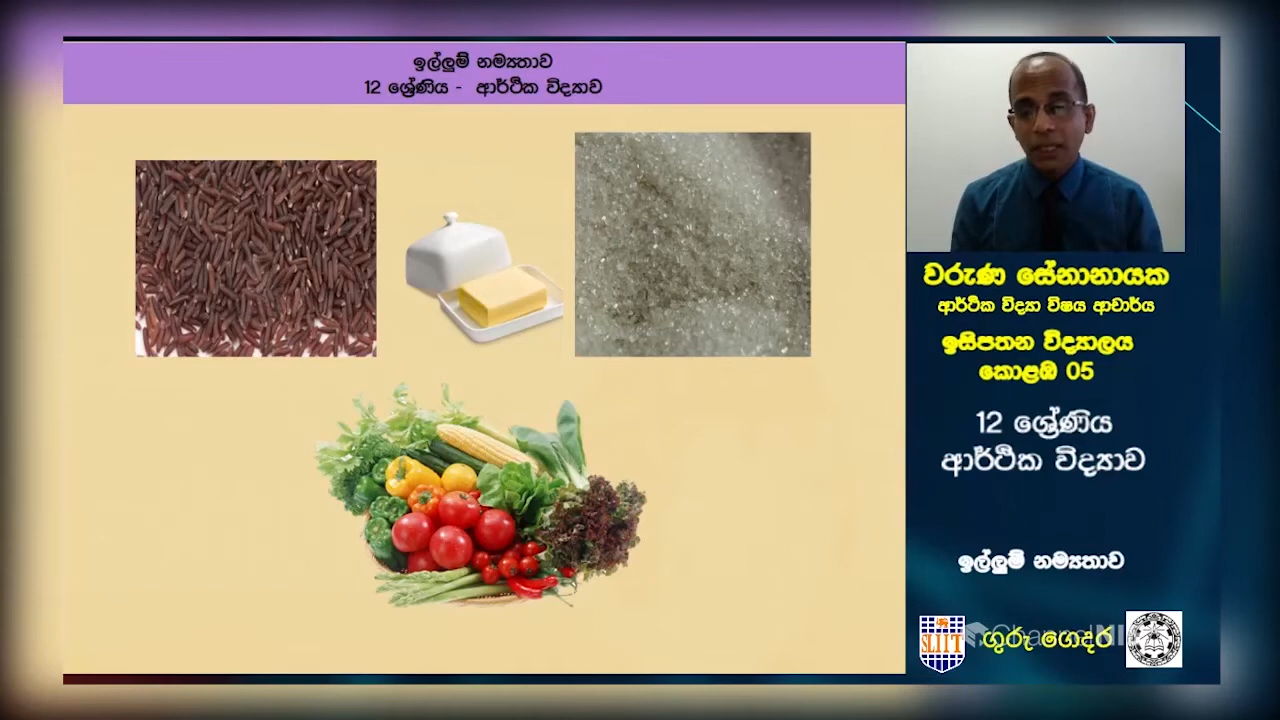 ඉල්ලුම් නම්‍යතාව
12 ශ්‍රේණිය - ආර්ථික විද්‍යාව
වරුණ සේනානායක
ආර්ථික විද්‍යා විෂය ආචාර්ය
ඉසිපතන විද්‍යාලය
කොළඹ 05
12 ශ්‍රේණිය
ආර්ථික විද්‍යාව
ඉල්ලුම් නම්‍යතාව
SLIIT
ගුරු ගෙදර